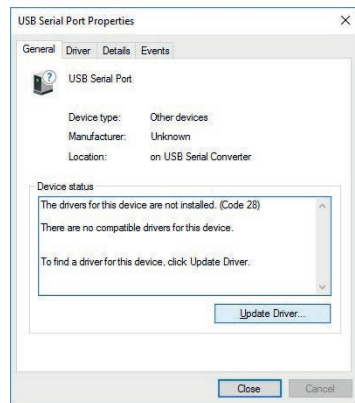 USB Serial Port Properties
General Driver Details Events
USB Serial Port
Device type: Other devices
Manufacturer: Unknown
Location: on USB Serial Converter
Device status
The drivers for this device are not installed. (Code 28)
There are no compatible drivers for this device.
To find a driver for this device, click Update Driver.
Update Driver...
Close Cancel